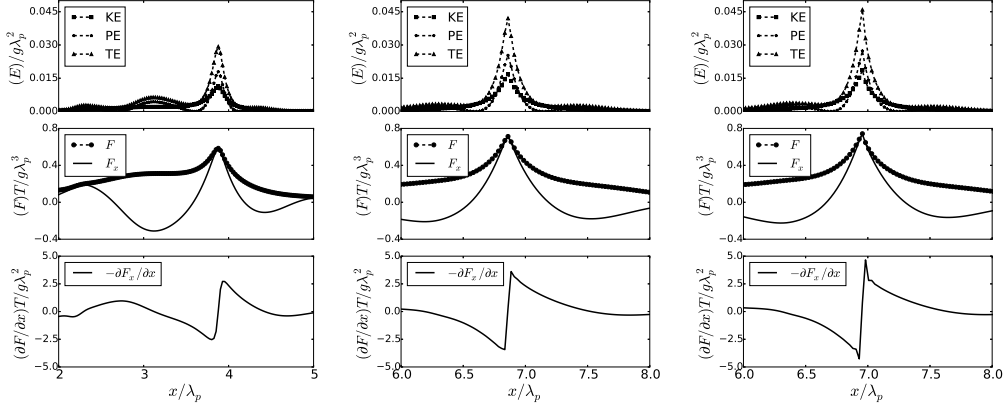 0.045
0.030
0.015
0.000
(E)/gλ_p^2
KE
PE
TE
0.045
0.030
0.015
0.000
(E)/gλ_p^2
KE
PE
TE
0.045
0.030
0.015
0.000
(E)/gλ_p^2
KE
PE
TE
0.8
0.4
0.0
−0.4
(F)T/gλ_p^3
F
F_x
0.8
0.4
0.0
−0.4
(F)T/gλ_p^3
F
F_x
0.8
0.4
0.0
−0.4
(F)T/gλ_p^3
F
F_x
5.0
2.5
0.0
−2.5
−5.0
(∂F/∂x)T/gλ_p^2
−∂F_x/∂x
2 3 4 5
x/λ_p
5.0
2.5
0.0
−2.5
−5.0
(∂F/∂x)T/gλ_p^2
−∂F_x/∂x
6.0 6.5 7.0 7.5 8.0
x/λ_p
5.0
2.5
0.0
−2.5
−5.0
(∂F/∂x)T/gλ_p^2
−∂F_x/∂x
6.0 6.5 7.0 7.5 8.0
x/λ_p